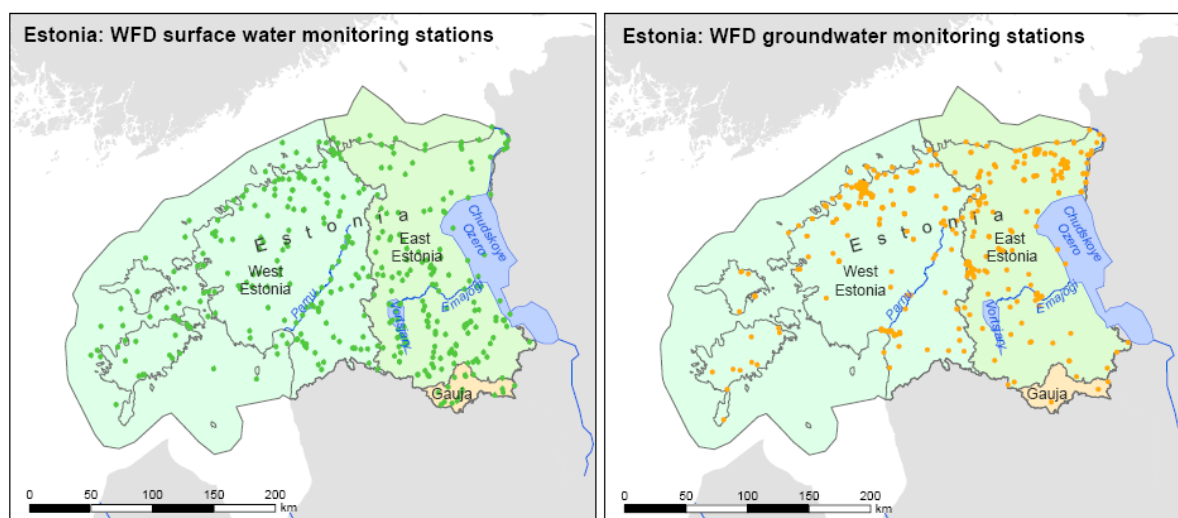 Estonia: WFD surface water monitoring stations
Estonia
West
Estonia
East
Estonia
Chudskoye
Ozero
Parnu
Emajogi
Vortsjarv
Gauja
0 50 100 150 200
km
Estonia: WFD groundwater monitoring stations
Estonia
West
Estonia
East
Estonia
Chudskoye
Ozero
Parnu
Emajogi
Vortsjarv
Gauja
0 50 100 150 200
km